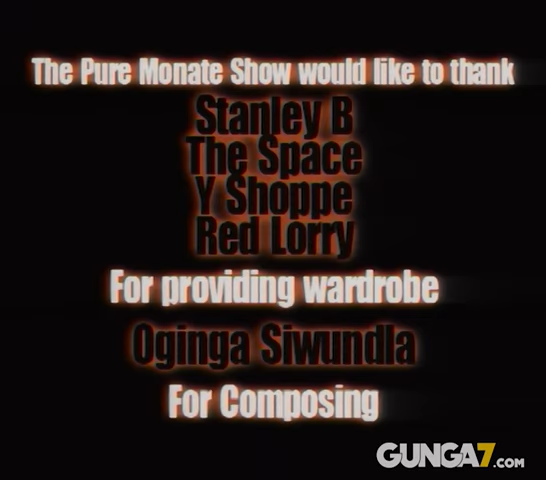 The Pure Monate Show would like to thank
Stanley B
The Space
Y Shoppe
Red Lorry
For providing wardrobe
Oginga Siwundla
For Composing
GUNGA7.COM